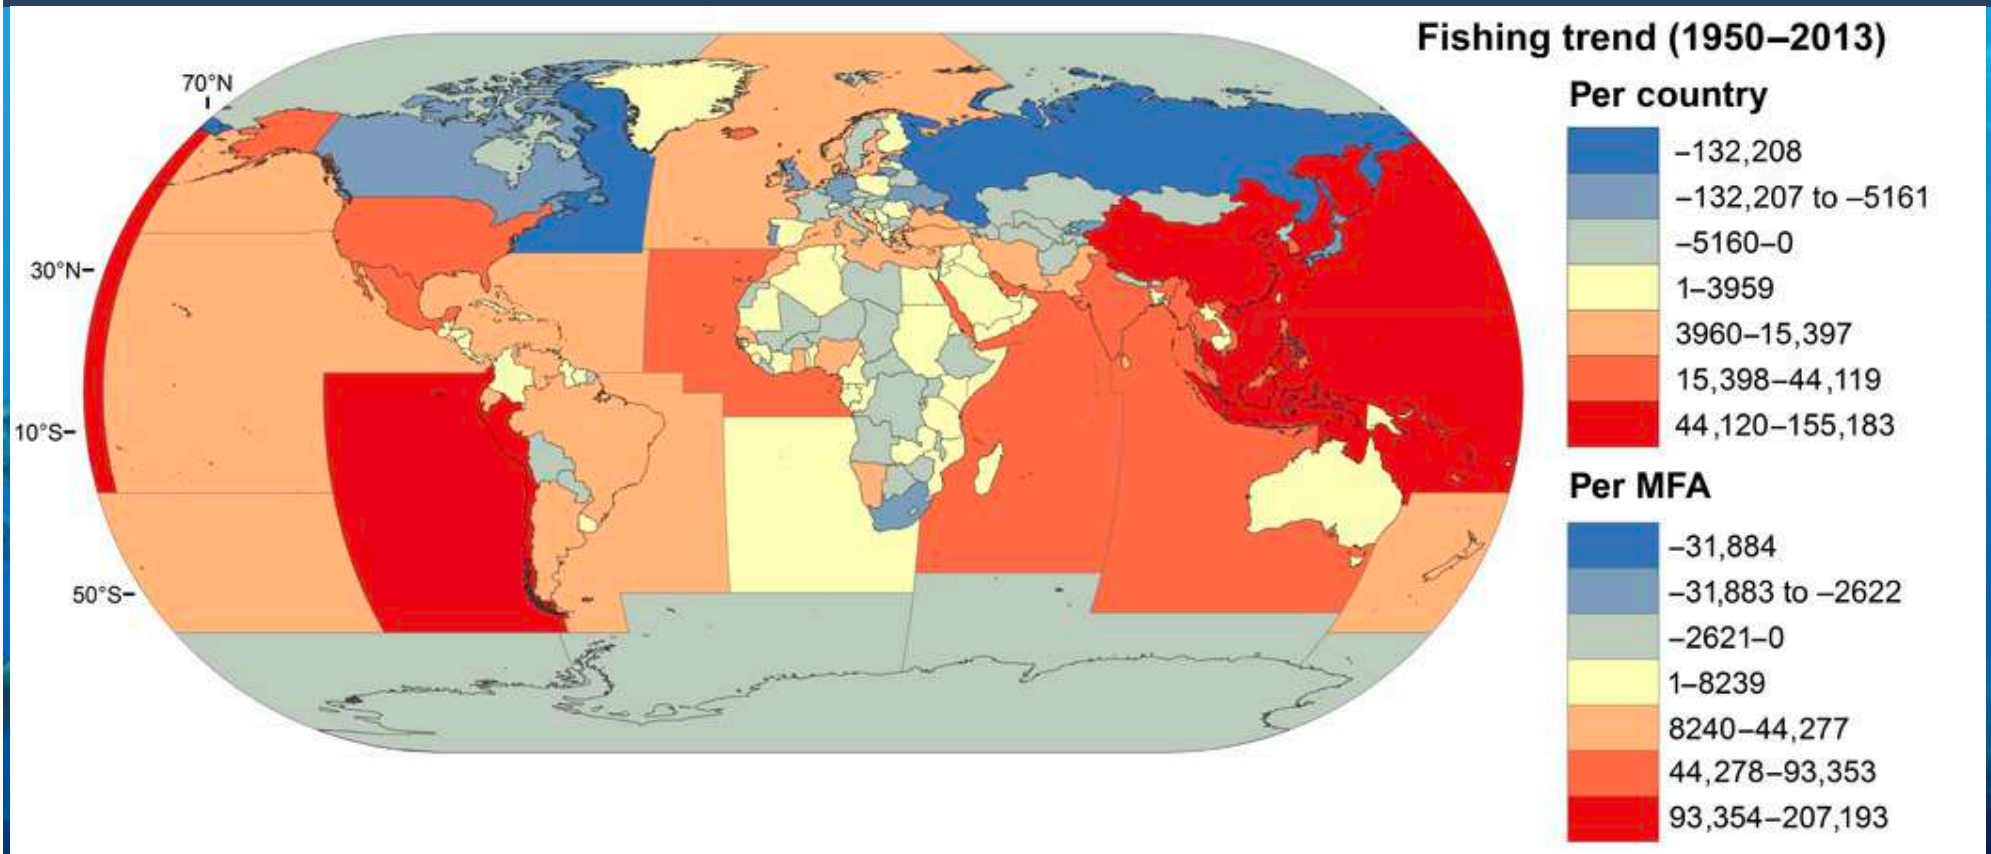 Fishing trend (1950–2013)
Per country
–132,208
–132,207 to –5161
–5160–0
1–3959
3960–15,397
15,398–44,119
44,120–155,183
Per MFA
–31,884
–31,883 to –2622
–2621–0
1–8239
8240–44,277
44,278–93,353
93,354–207,193
70°N
30°N
10°S
50°S